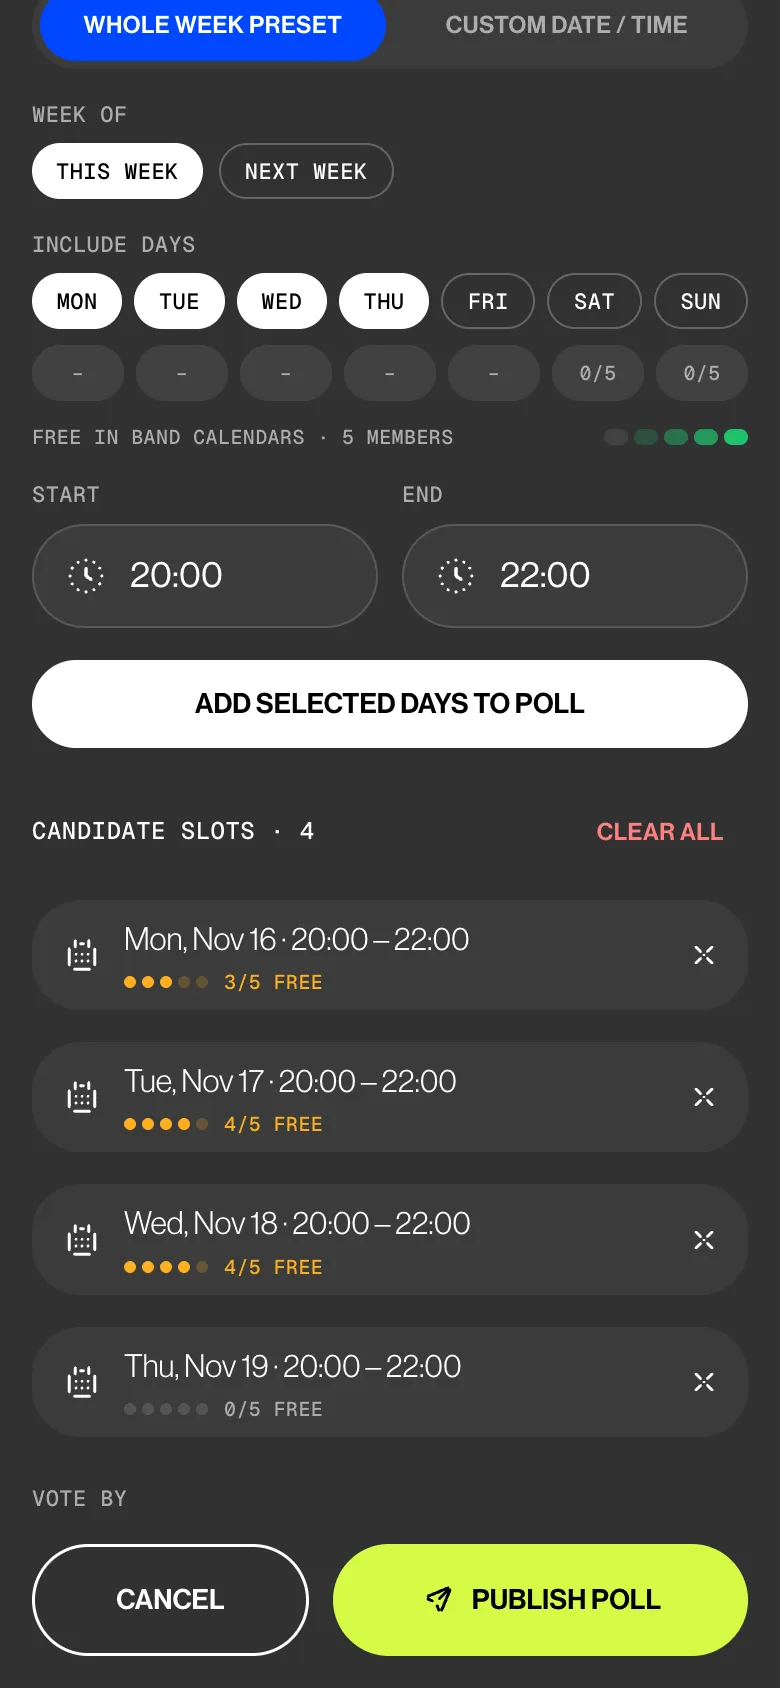 WHOLE WEEK PRESET CUSTOM DATE / TIME
WEEK OF
THIS WEEK NEXT WEEK
INCLUDE DAYS
MON TUE WED THU FRI SAT SUN
– – – – – 0/5 0/5
FREE IN BAND CALENDARS · 5 MEMBERS
START END
20:00 22:00
ADD SELECTED DAYS TO POLL
CANDIDATE SLOTS · 4 CLEAR ALL
Mon, Nov 16 · 20:00 – 22:00
3/5 FREE
Tue, Nov 17 · 20:00 – 22:00
4/5 FREE
Wed, Nov 18 · 20:00 – 22:00
4/5 FREE
Thu, Nov 19 · 20:00 – 22:00
0/5 FREE
VOTE BY
CANCEL PUBLISH POLL